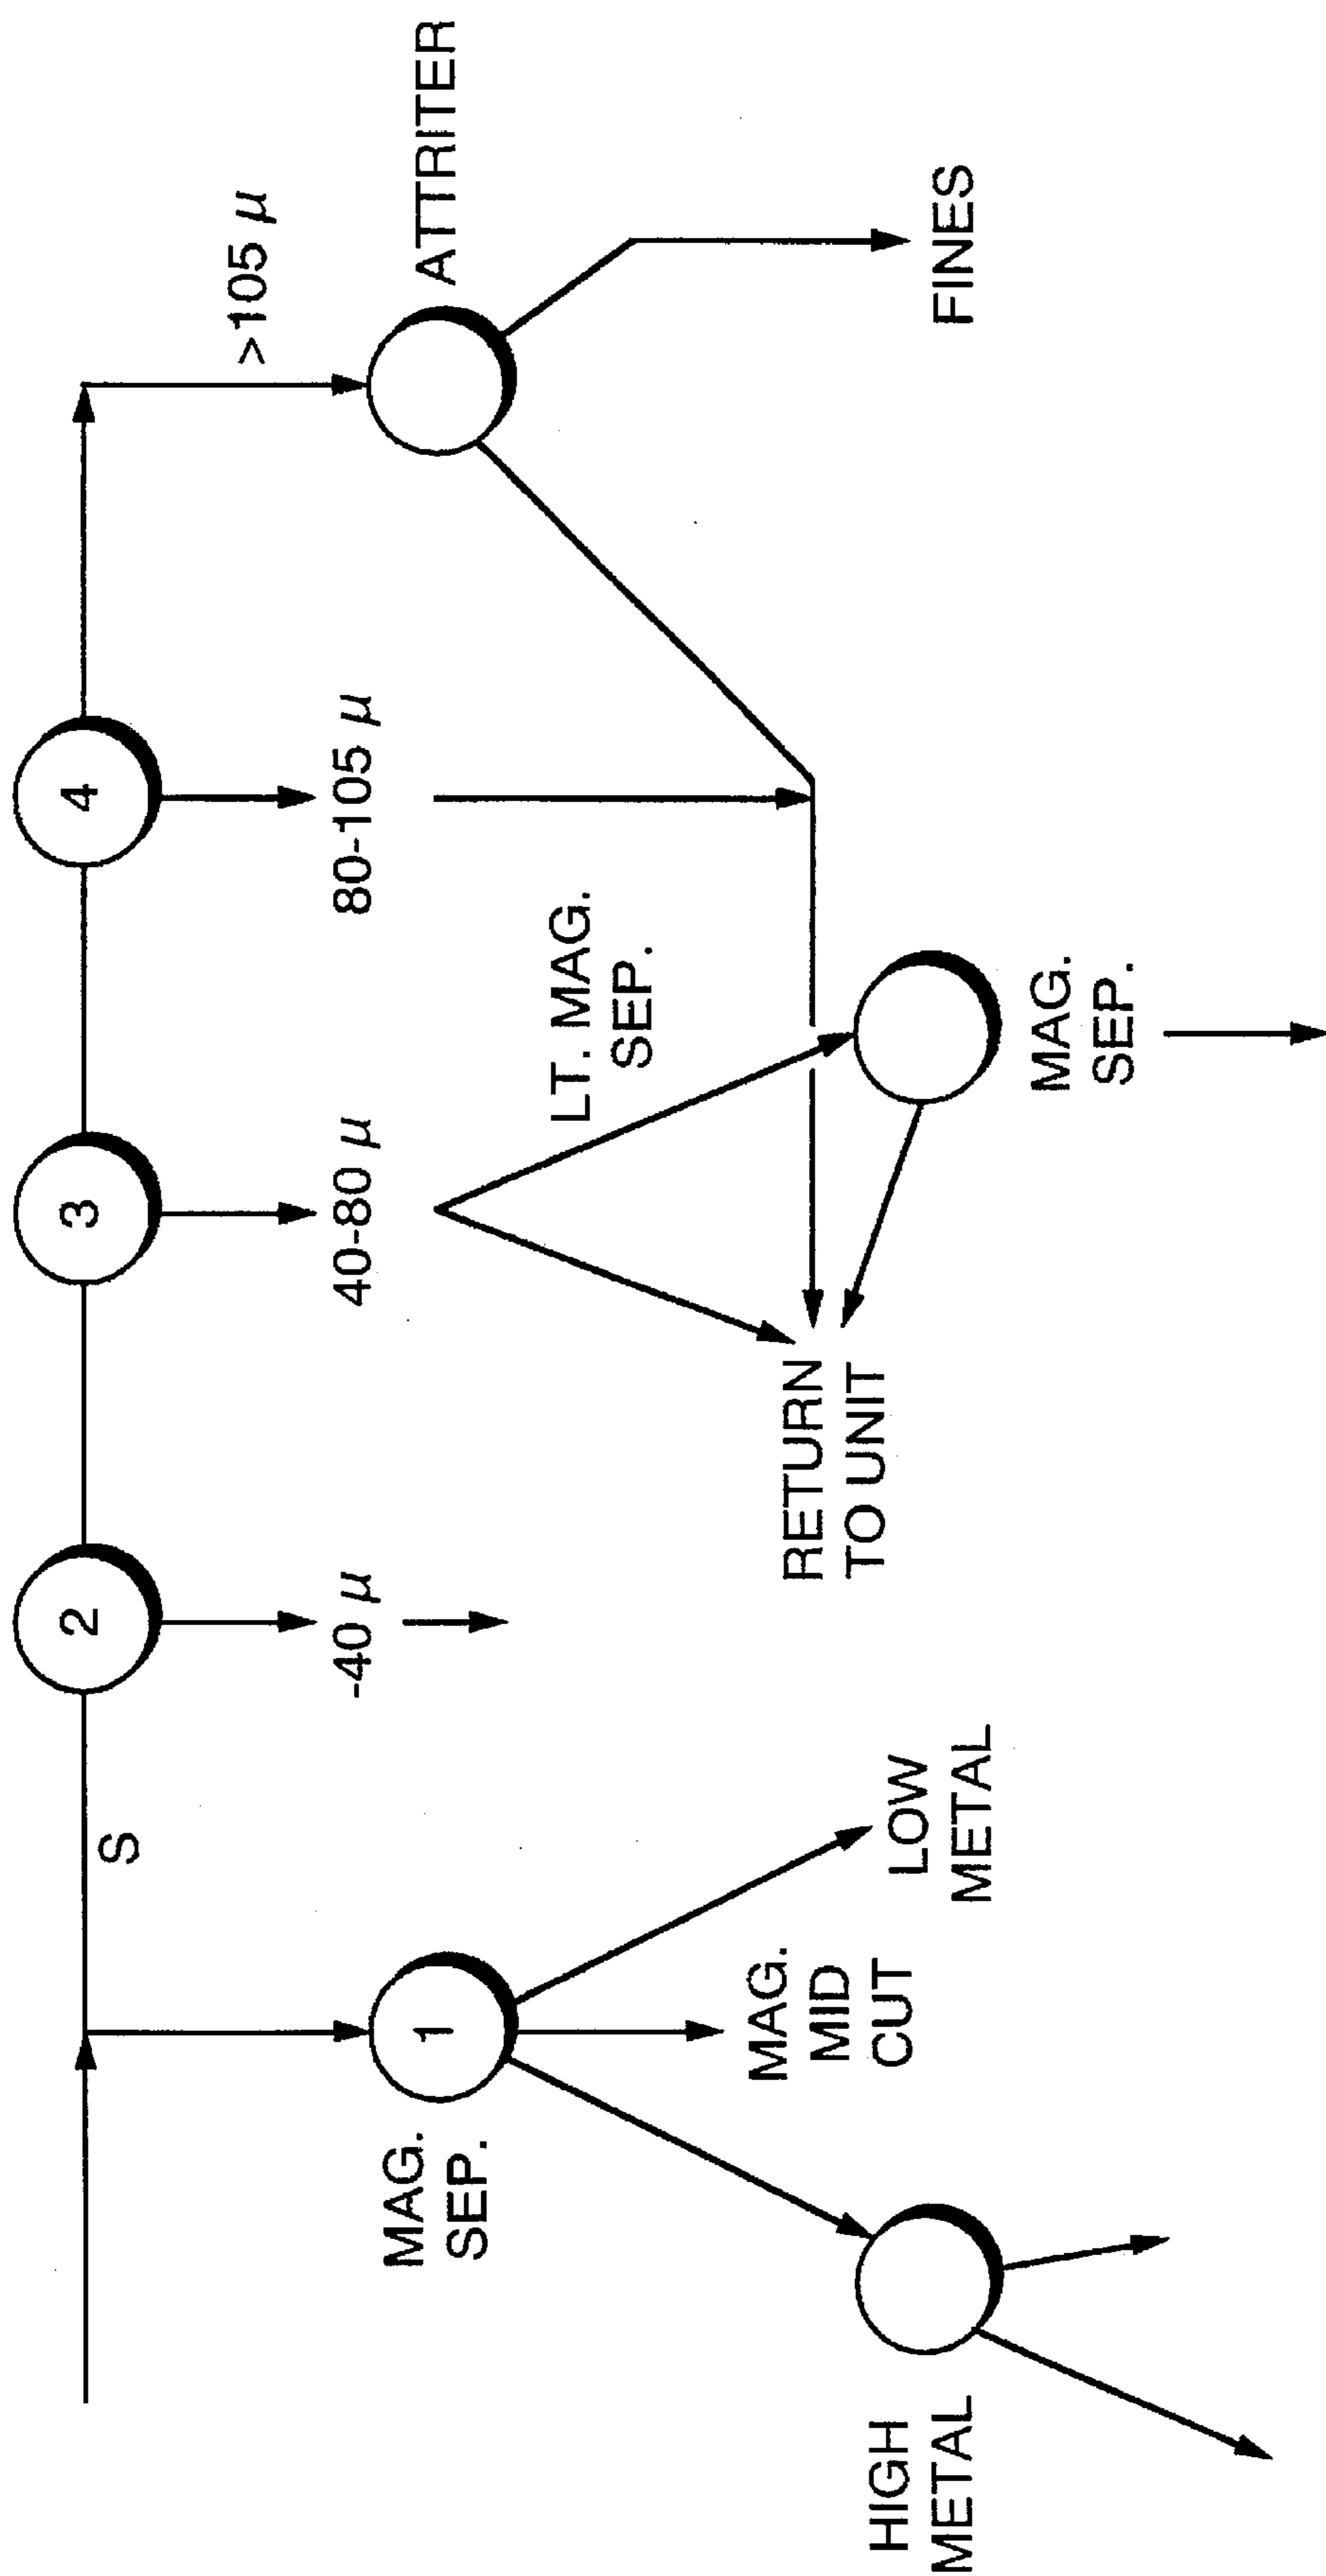 S
2
3
4
>105 μ
-40 μ
40-80 μ
80-105 μ
MAG.
SEP.
1
ATTRITER
LT. MAG.
SEP.
MAG.
MID
CUT
LOW
METAL
RETURN
TO UNIT
HIGH
METAL
MAG.
SEP.
FINES